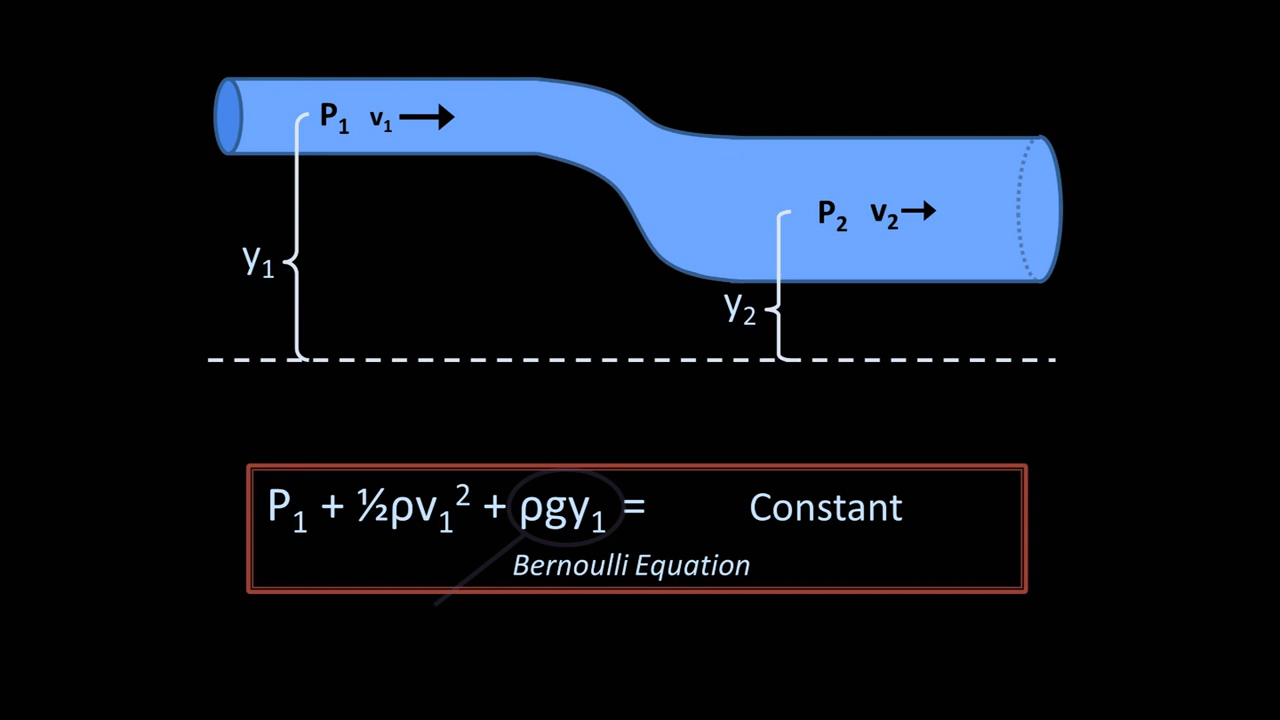 P₁ v₁
P₂ v₂
y₁
y₂
P₁ + ½ρv₁² + ρgy₁ = Constant
Bernoulli Equation